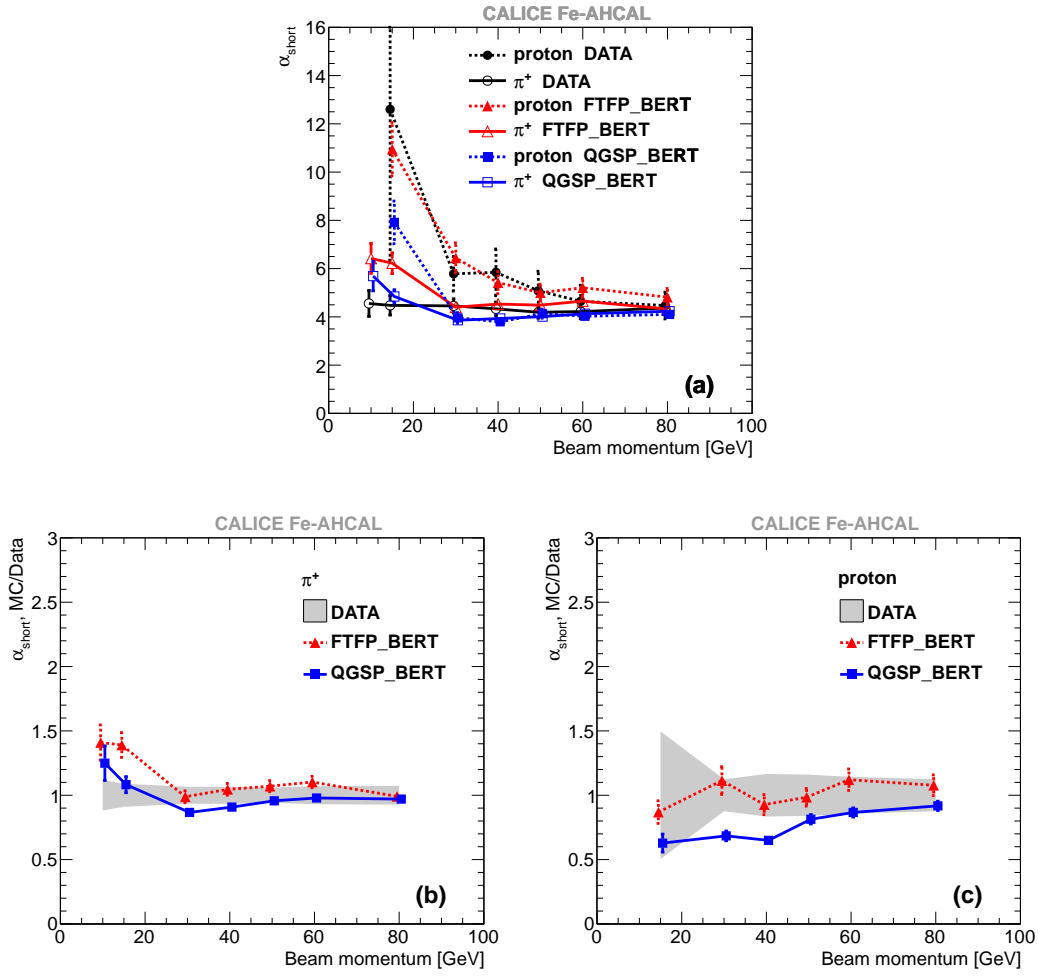 CALICE Fe-AHCAL
α_short
16
14
12
10
8
6
4
2
0
proton DATA
π⁺ DATA
proton FTFP_BERT
π⁺ FTFP_BERT
proton QGSP_BERT
π⁺ QGSP_BERT
(a)
0 20 40 60 80 100
Beam momentum [GeV]
CALICE Fe-AHCAL
α_short, MC/Data
3
2.5
2
1.5
1
0.5
0
π⁺
DATA
FTFP_BERT
QGSP_BERT
(b)
0 20 40 60 80 100
Beam momentum [GeV]
CALICE Fe-AHCAL
α_short, MC/Data
3
2.5
2
1.5
1
0.5
0
proton
DATA
FTFP_BERT
QGSP_BERT
(c)
0 20 40 60 80 100
Beam momentum [GeV]